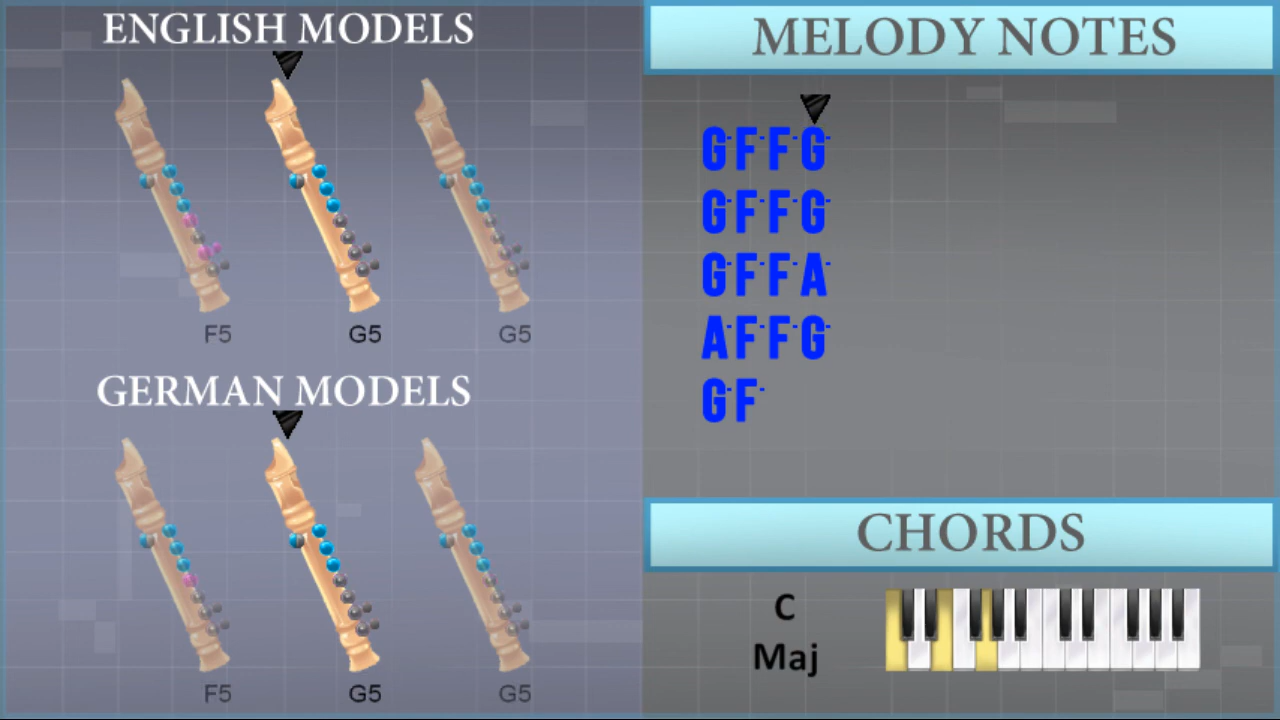 ENGLISH MODELS
F5 G5 G5
GERMAN MODELS
F5 G5 G5
MELODY NOTES
G- F- F- G-
G- F- F- G-
G- F- F- A-
A- F- F- G-
G- F-
CHORDS
C
Maj